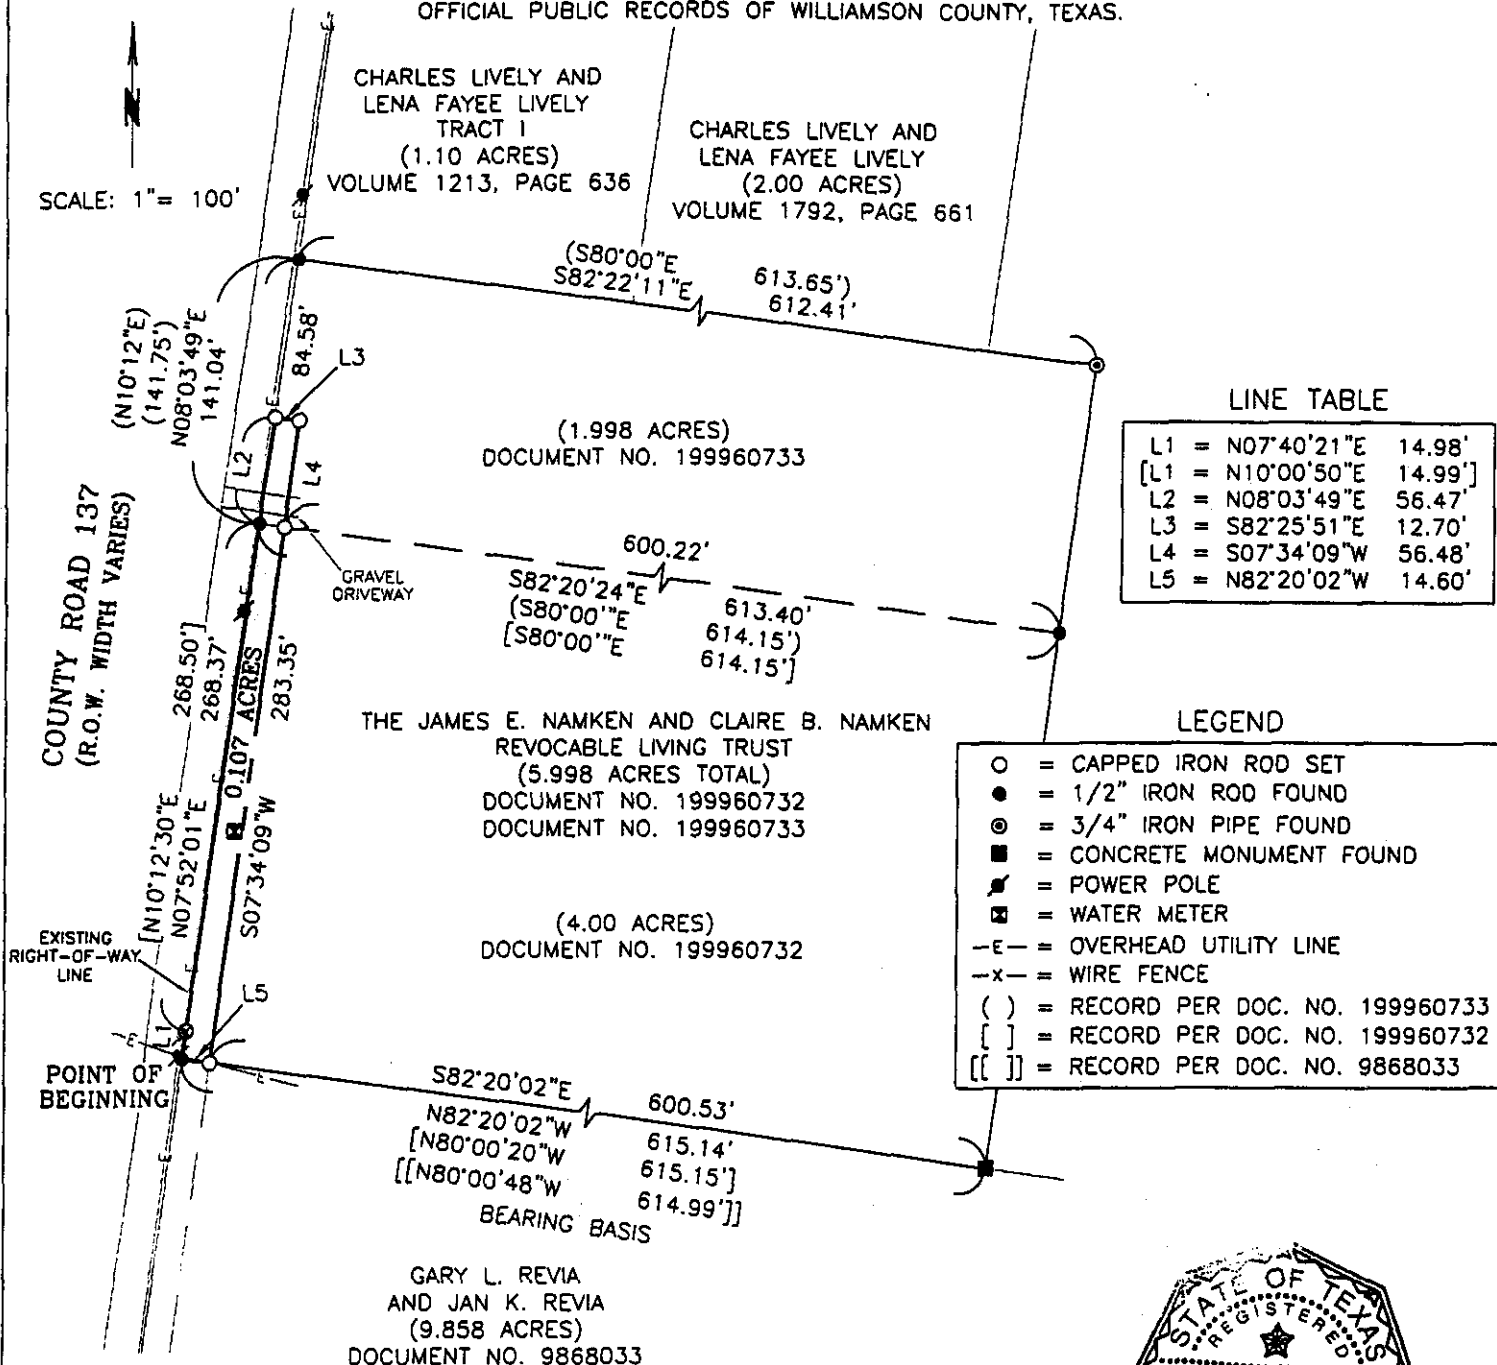 OFFICIAL PUBLIC RECORDS OF WILLIAMSON COUNTY, TEXAS.
N
SCALE: 1"= 100'
CHARLES LIVELY AND
LENA FAYEE LIVELY
TRACT I
(1.10 ACRES)
VOLUME 1213, PAGE 636
CHARLES LIVELY AND
LENA FAYEE LIVELY
(2.00 ACRES)
VOLUME 1792, PAGE 661
(S80°00"E 613.65')
S82°22'11"E 612.41'
(N10°12"E)
(141.75')
N08°03'49"E
141.04'
84.58'
L3
L2
L4
(1.998 ACRES)
DOCUMENT NO. 199960733
LINE TABLE
L1 = N07°40'21"E 14.98'
[L1 = N10°00'50"E 14.99']
L2 = N08°03'49"E 56.47'
L3 = S82°25'51"E 12.70'
L4 = S07°34'09"W 56.48'
L5 = N82°20'02"W 14.60'
COUNTY ROAD 137
(R.O.W. WIDTH VARIES)
GRAVEL
DRIVEWAY
600.22'
S82°20'24"E 613.40'
(S80°00'"E 614.15')
[S80°00'"E 614.15']
[N10°12'30"E 268.50']
N07°52'01"E 268.37'
0.107 ACRES
S07°34'09"W 283.35'
THE JAMES E. NAMKEN AND CLAIRE B. NAMKEN
REVOCABLE LIVING TRUST
(5.998 ACRES TOTAL)
DOCUMENT NO. 199960732
DOCUMENT NO. 199960733
(4.00 ACRES)
DOCUMENT NO. 199960732
LEGEND
= CAPPED IRON ROD SET
= 1/2" IRON ROD FOUND
= 3/4" IRON PIPE FOUND
= CONCRETE MONUMENT FOUND
= POWER POLE
= WATER METER
-E- = OVERHEAD UTILITY LINE
-x- = WIRE FENCE
( ) = RECORD PER DOC. NO. 199960733
[ ] = RECORD PER DOC. NO. 199960732
[[ ]] = RECORD PER DOC. NO. 9868033
EXISTING
RIGHT-OF-WAY
LINE
L5
L1
POINT OF
BEGINNING
S82°20'02"E 600.53'
N82°20'02"W 615.14'
[N80°00'20"W 615.15']
[[N80°00'48"W 614.99']]
BEARING BASIS
GARY L. REVIA
AND JAN K. REVIA
(9.858 ACRES)
DOCUMENT NO. 9868033
STATE OF TEXAS
REGISTERED